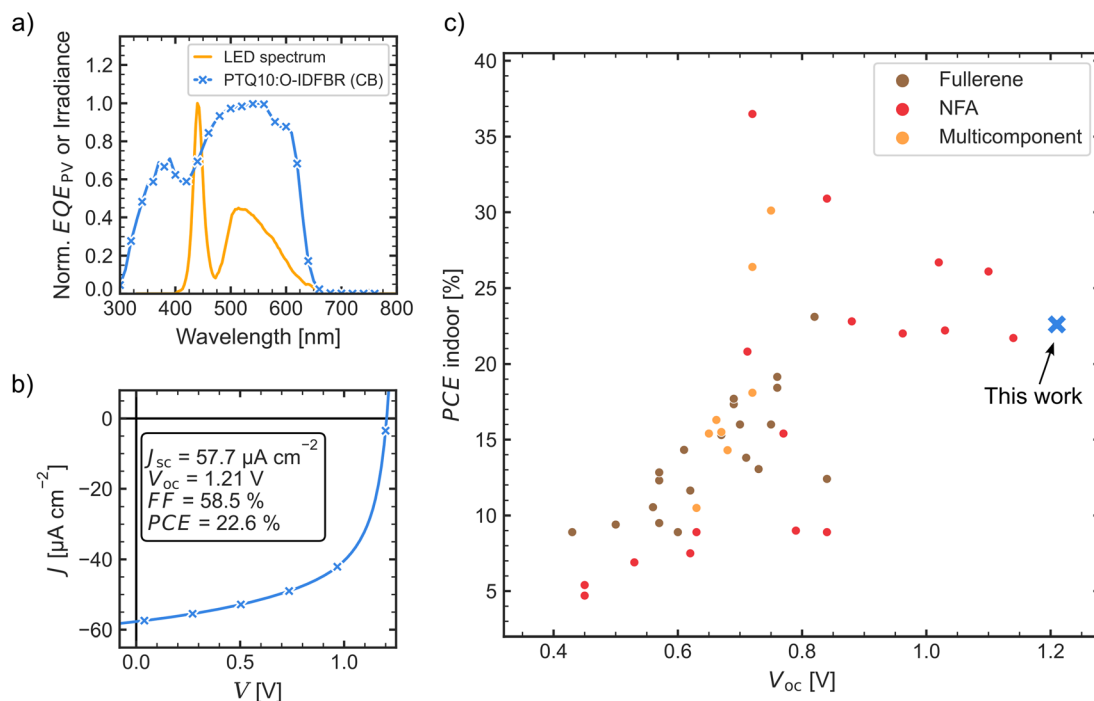 a)
Norm. EQE_PV or Irradiance
1.2
1.0
0.8
0.6
0.4
0.2
0.0
LED spectrum
PTQ10:O-IDFBR (CB)
300 400 500 600 700 800
Wavelength [nm]
b)
J [µA cm⁻²]
0
−20
−40
−60
J_sc = 57.7 µA cm⁻²
V_oc = 1.21 V
FF = 58.5 %
PCE = 22.6 %
0.0 0.5 1.0
V [V]
c)
PCE indoor [%]
40
35
30
25
20
15
10
5
Fullerene
NFA
Multicomponent
This work
0.4 0.6 0.8 1.0 1.2
V_oc [V]